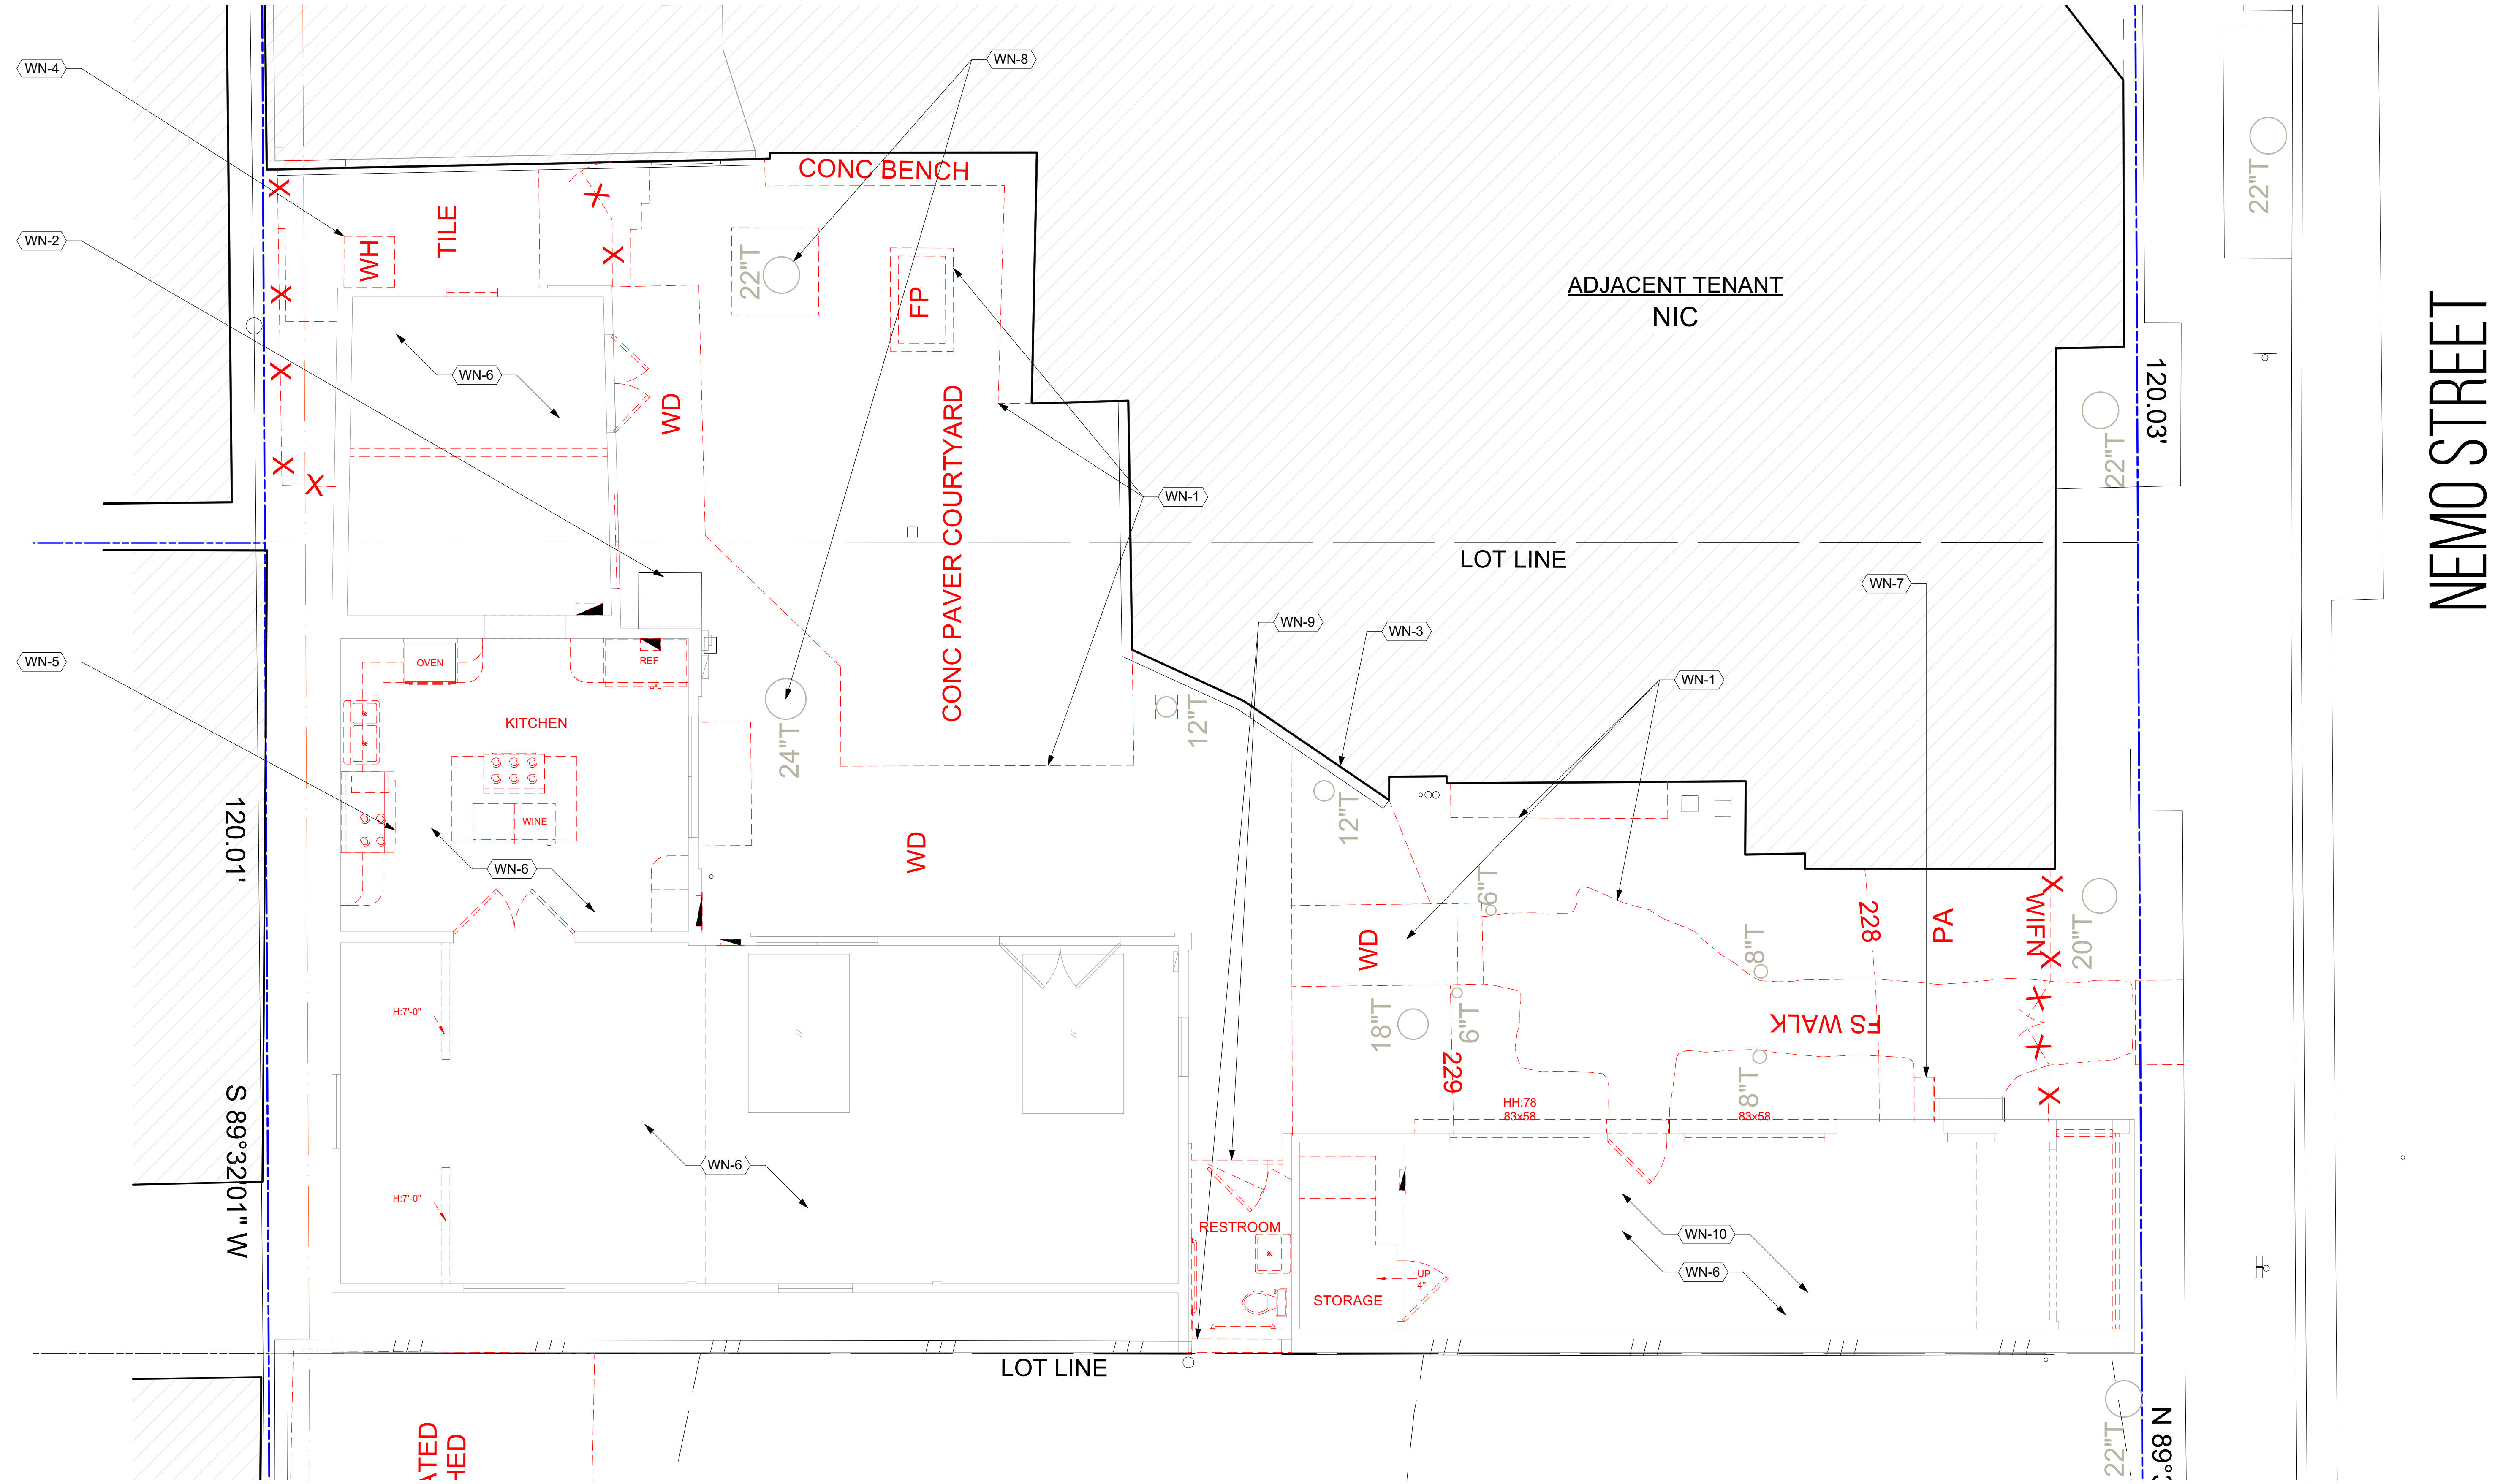 WN-4
WN-8
CONC BENCH
22"T
TILE
WH
22"T
WN-2
FP
ADJACENT TENANT
NIC
NEMO STREET
WN-6
WD
120.03'
22"T
CONC PAVER COURTYARD
WN-1
LOT LINE
WN-7
WN-9
WN-3
WN-5
OVEN
REF
WN-1
KITCHEN
24"T
12"T
12"T
WINE
120.01'
WD
WN-6
6"T
WD
8"T
228
PA
WIFN
20"T
H:7'-0"
18"T
6"T
FS WALK
229
8"T
HH:78
83x58
83x58
S 89°32'01" W
WN-6
H:7'-0"
RESTROOM
WN-10
WN-6
UP
4"
STORAGE
LOT LINE
22"T